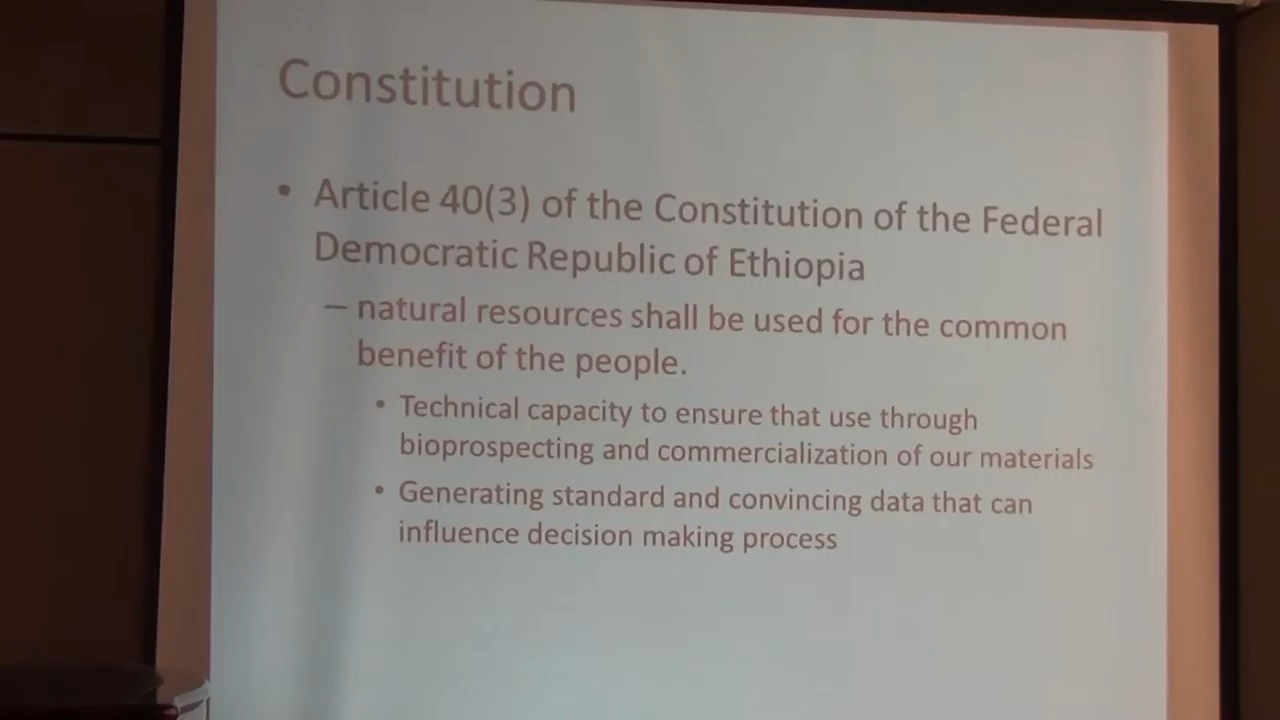 Constitution
• Article 40(3) of the Constitution of the Federal
Democratic Republic of Ethiopia
– natural resources shall be used for the common
benefit of the people.
• Technical capacity to ensure that use through
bioprospecting and commercialization of our materials
• Generating standard and convincing data that can
influence decision making process